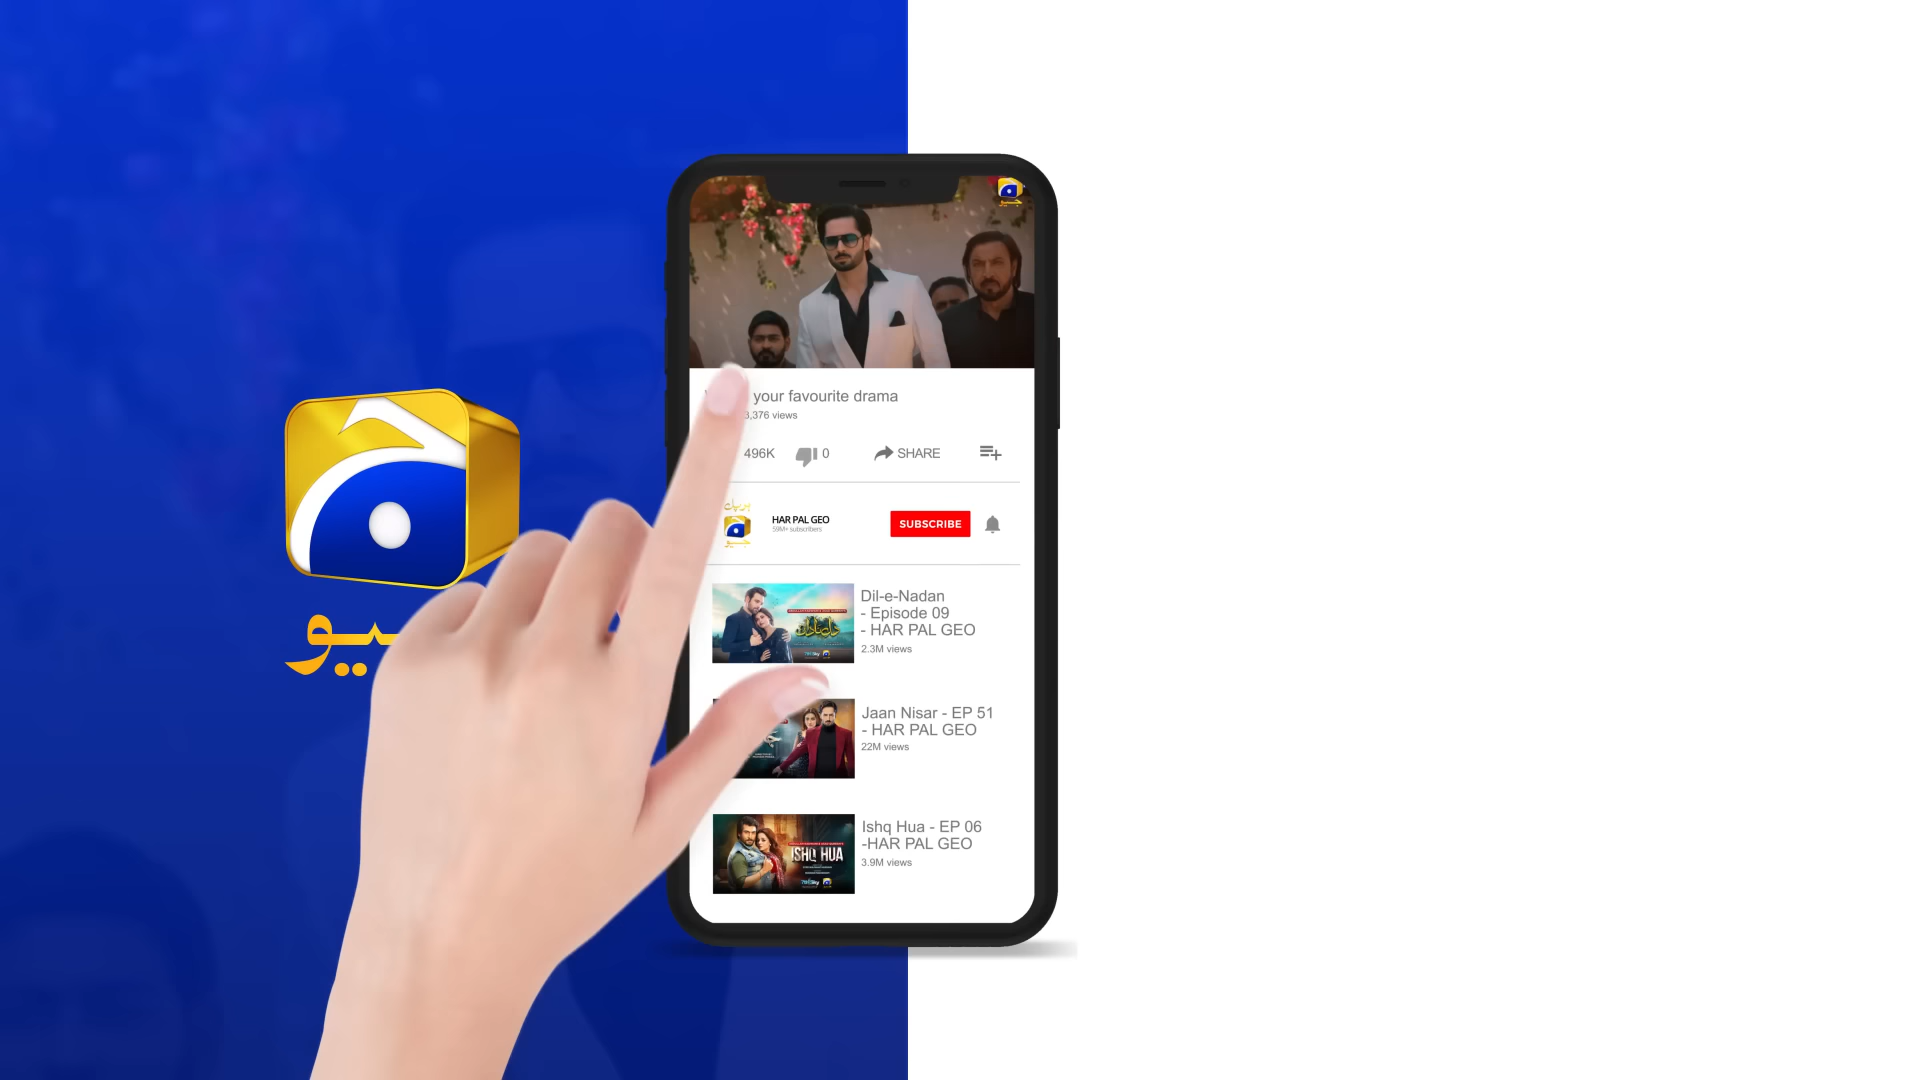 your favourite drama
3,376 views
496K
0
SHARE
HAR PAL GEO
59M+ subscribers
SUBSCRIBE
Dil-e-Nadan
- Episode 09
- HAR PAL GEO
2.3M views
Jaan Nisar - EP 51
- HAR PAL GEO
22M views
ISHQ HUA
Ishq Hua - EP 06
-HAR PAL GEO
3.9M views